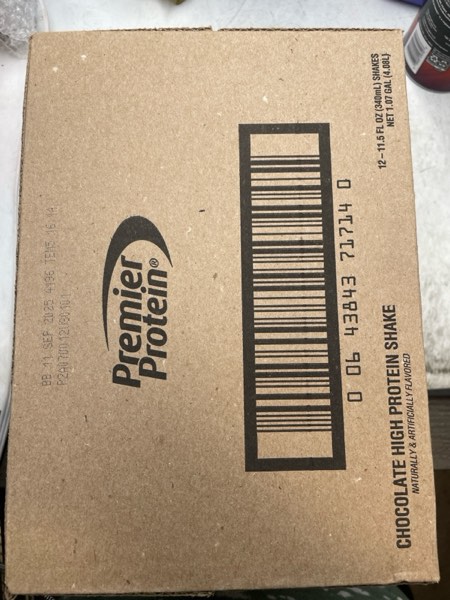 Premier
Protein®
0 06 43843 71714 0
12–11.5 FL OZ (340mL) SHAKES
NET 1.07 GAL (4.08L)
CHOCOLATE HIGH PROTEIN SHAKE
NATURALLY & ARTIFICIALLY FLAVORED
BB 11 SEP 2025